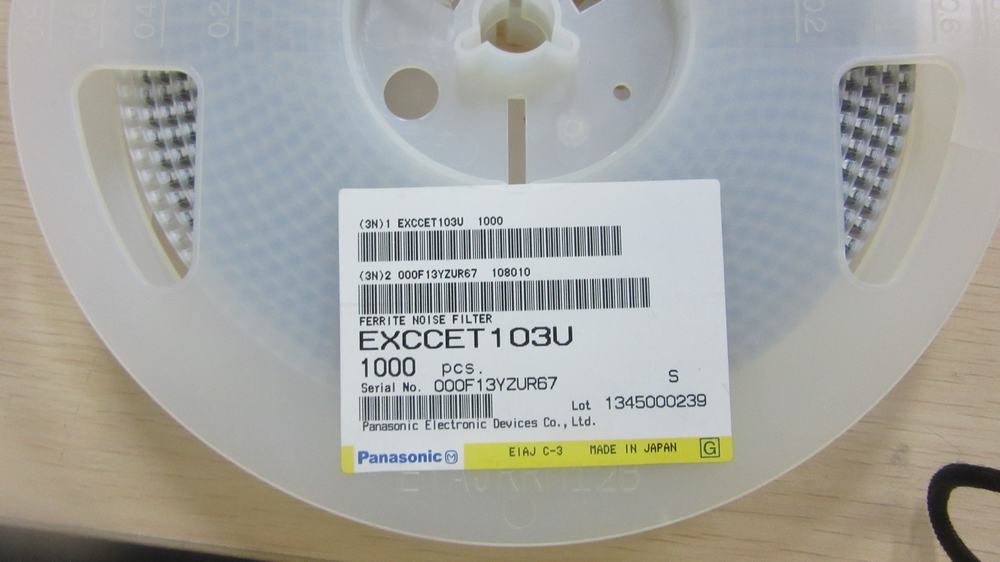 (3N)1 EXCCET103U 1000
(3N)2 000F13YZUR67 108010
FERRITE NOISE FILTER
EXCCET103U
1000 pcs.
S
Serial No. 000F13YZUR67
Lot 1345000239
Panasonic Electronic Devices Co., Ltd.
Panasonic EIAJ C-3 MADE IN JAPAN G